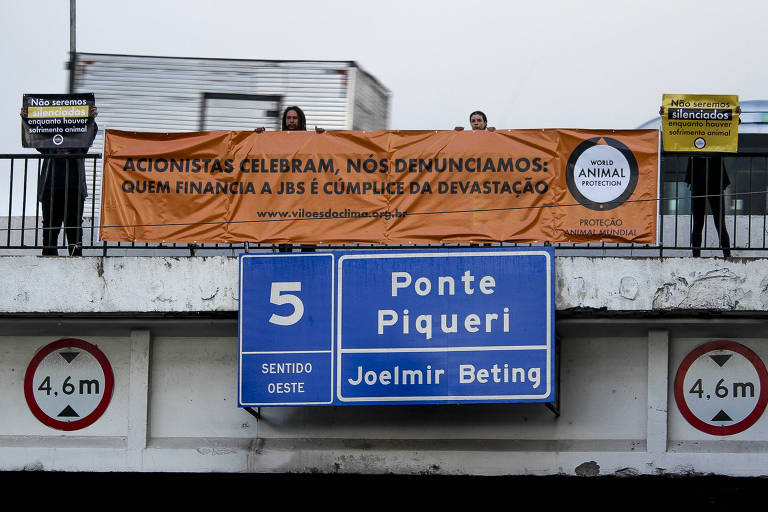 Não seremos
silenciados
enquanto houver
sofrimento animal
ACIONISTAS CELEBRAM, NÓS DENUNCIAMOS:
QUEM FINANCIA A JBS É CÚMPLICE DA DEVASTAÇÃO
www.viloesdoclima.org.br
WORLD
ANIMAL
PROTECTION
PROTEÇÃO
ANIMAL MUNDIAL
Não seremos
silenciados
enquanto houver
sofrimento animal
5
SENTIDO
OESTE
Ponte
Piqueri
Joelmir Beting
4,6 m
4,6 m